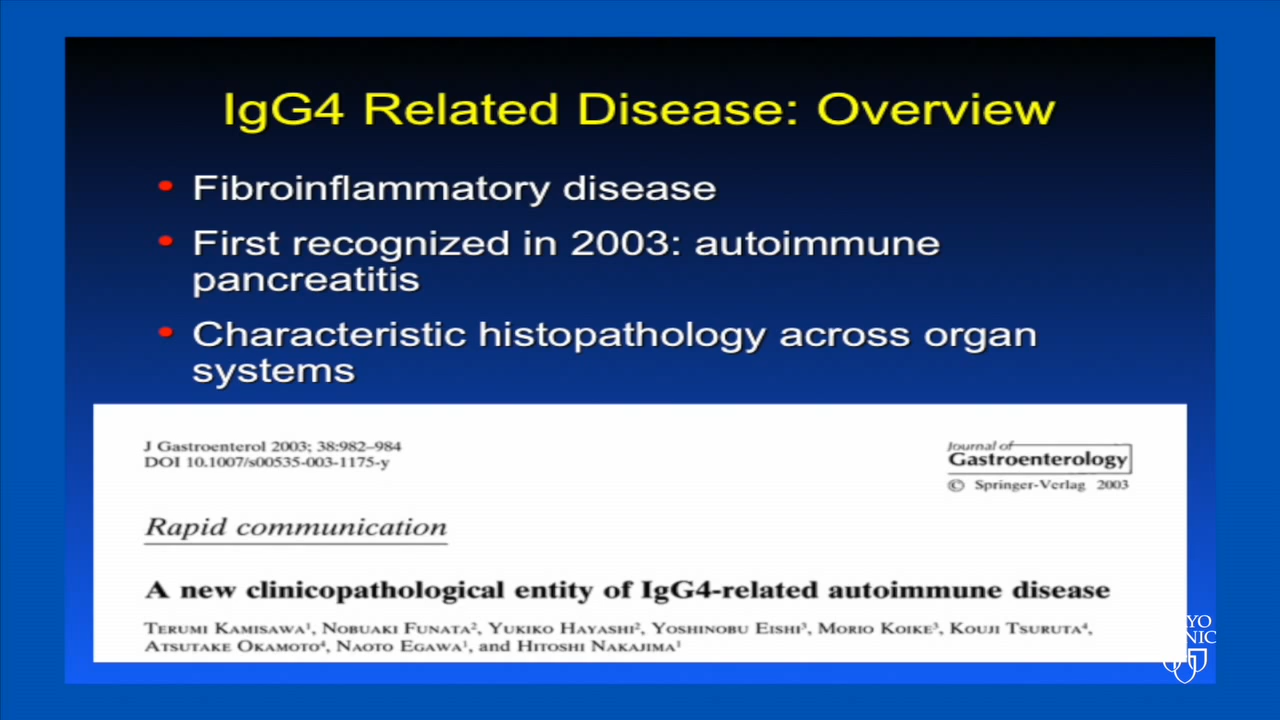 IgG4 Related Disease: Overview
• Fibroinflammatory disease
• First recognized in 2003: autoimmune
pancreatitis
• Characteristic histopathology across organ
systems
J Gastroenterol 2003; 38:982–984
DOI 10.1007/s00535-003-1175-y
Journal of
Gastroenterology
© Springer-Verlag 2003
Rapid communication
A new clinicopathological entity of IgG4-related autoimmune disease
Terumi Kamisawa¹, Nobuaki Funata², Yukiko Hayashi², Yoshinobu Eishi³, Morio Koike³, Kouji Tsuruta⁴,
Atsutake Okamoto⁴, Naoto Egawa¹, and Hitoshi Nakajima¹
YO
NIC